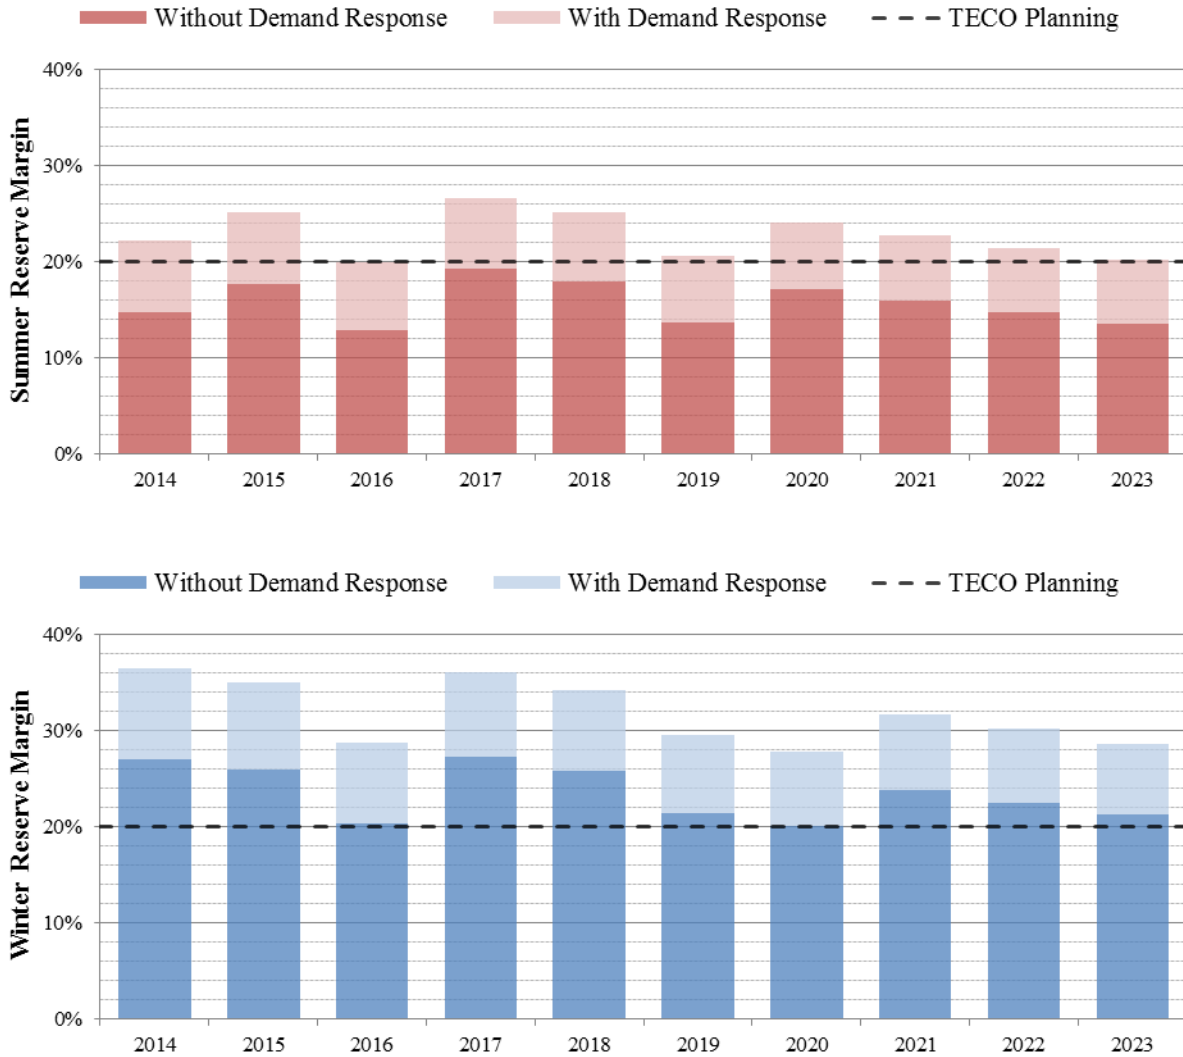 Without Demand Response With Demand Response TECO Planning
40%
30%
20%
10%
0%
Summer Reserve Margin
2014 2015 2016 2017 2018 2019 2020 2021 2022 2023
Without Demand Response With Demand Response TECO Planning
40%
30%
20%
10%
0%
Winter Reserve Margin
2014 2015 2016 2017 2018 2019 2020 2021 2022 2023